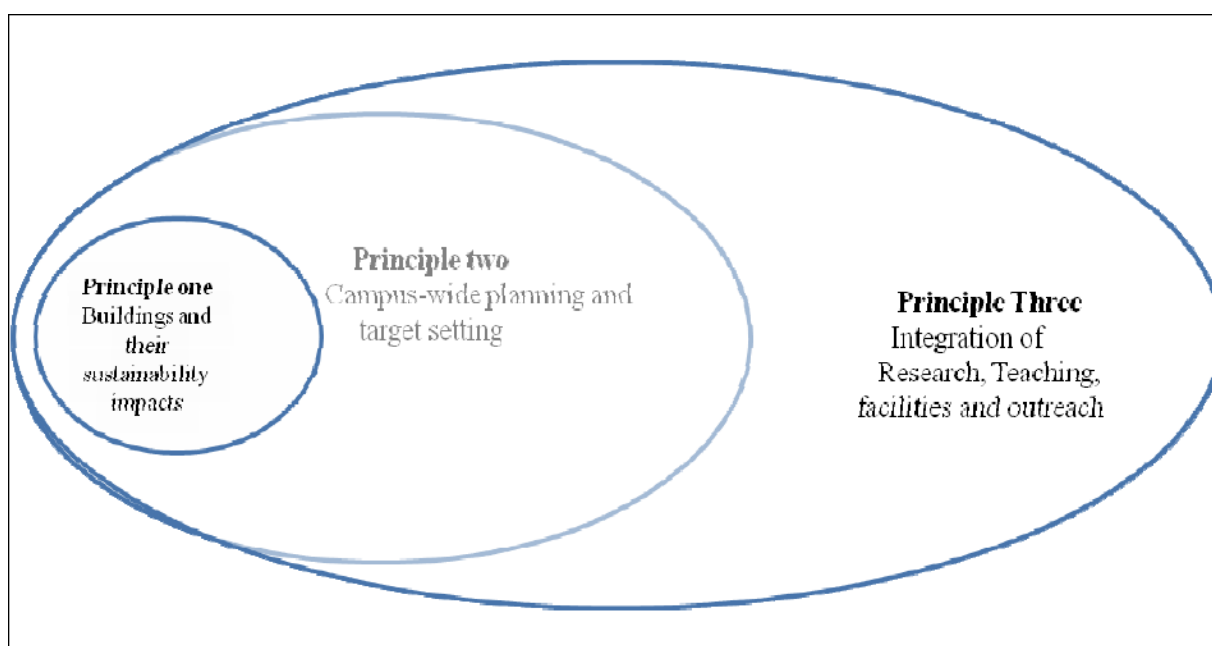 Principle one
Buildings and
their
sustainability
impacts
Principle two
Campus-wide planning and
target setting
Principle Three
Integration of
Research, Teaching,
facilities and outreach